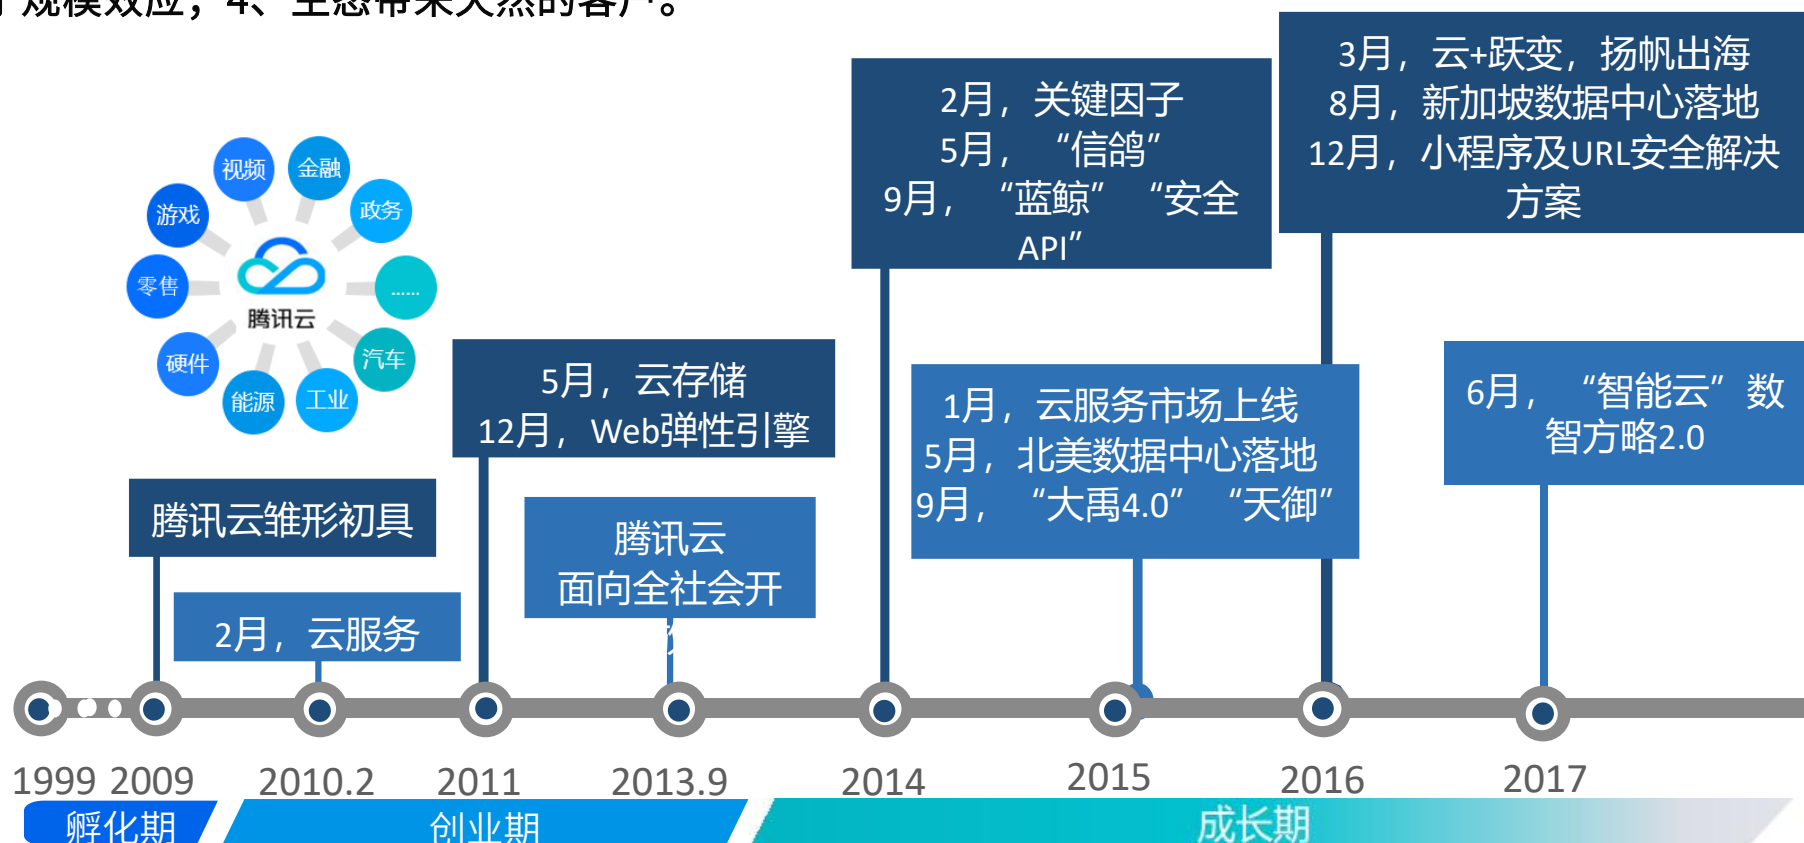 规模效应；4、生态带来天然的客户。
视频
金融
游戏
政务
零售
……
腾讯云
硬件
汽车
能源
工业
腾讯云雏形初具
2月，云服务
5月，云存储
12月，Web弹性引擎
腾讯云
面向全社会开
2月，关键因子
5月，“信鸽”
9月，“蓝鲸”“安全
API”
1月，云服务市场上线
5月，北美数据中心落地
9月，“大禹4.0”“天御”
3月，云+跃变，扬帆出海
8月，新加坡数据中心落地
12月，小程序及URL安全解决
方案
6月，“智能云”数
智方略2.0
1999 2009 2010.2 2011 2013.9 2014 2015 2016 2017
孵化期 创业期 成长期